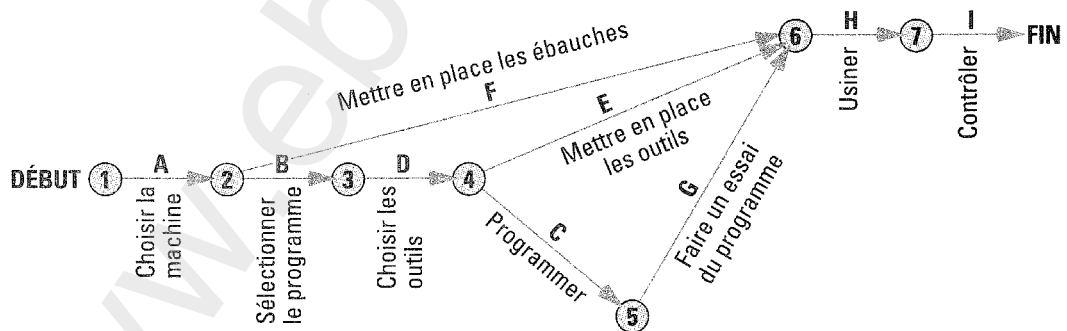 Mettre en place les ébauches
F
6
H
Usiner
7
I
Contrôler
FIN
E
Mettre en place
les outils
DÉBUT
1
A
Choisir la
machine
2
B
Sélectionner
le programme
3
D
Choisir les
outils
4
C
Programmer
G
Faire un essai
du programme
5